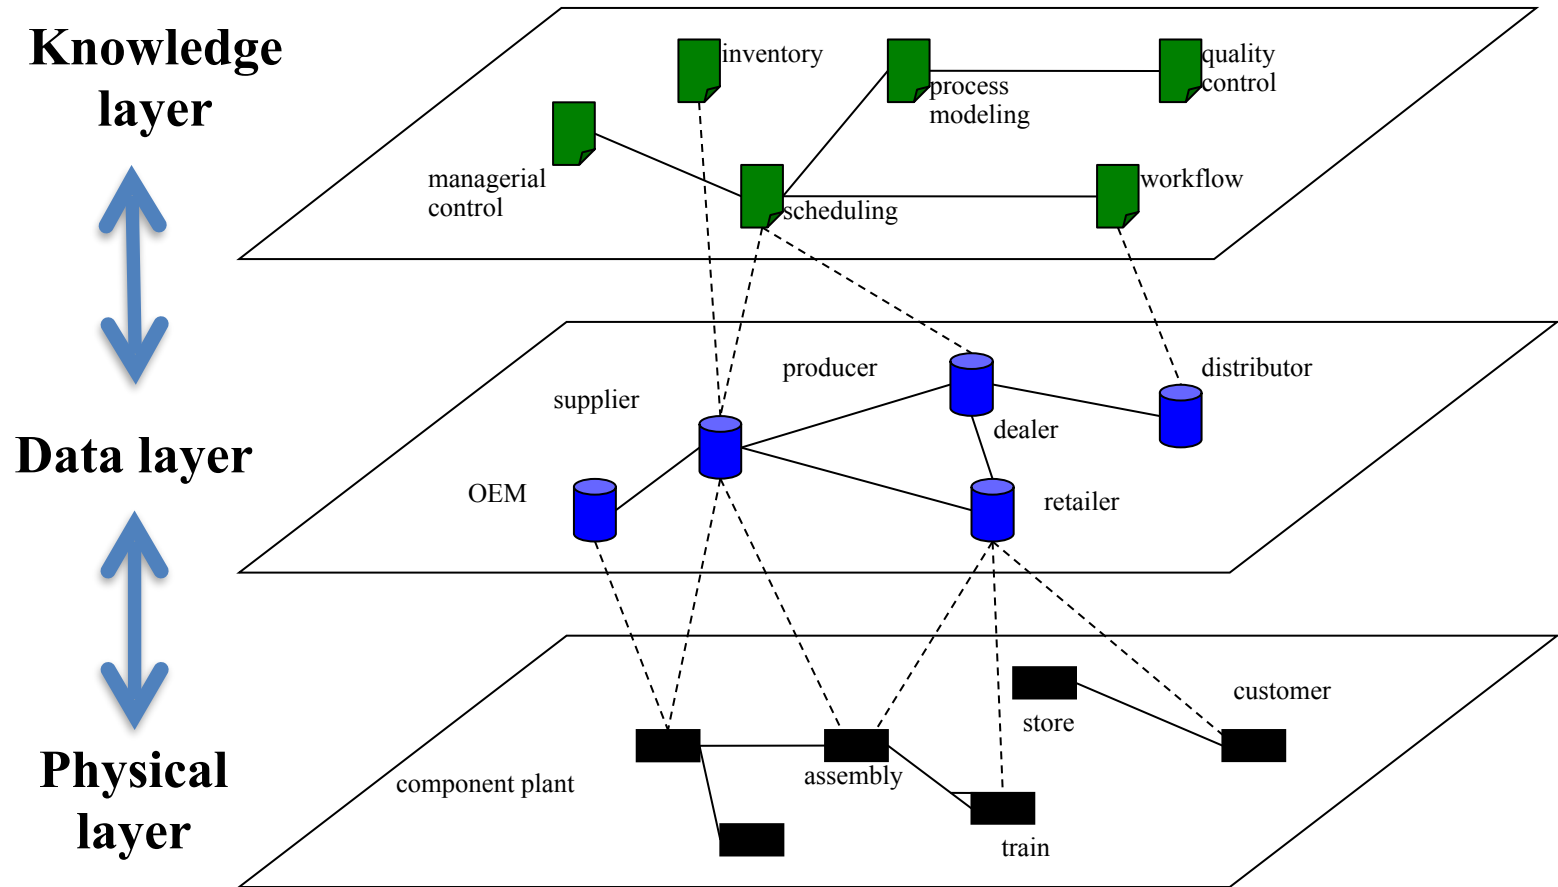 Knowledge
layer
inventory
quality
control
process
modeling
managerial
control
workflow
scheduling
Data layer
producer
distributor
supplier
dealer
OEM
retailer
Physical
layer
customer
store
assembly
component plant
train